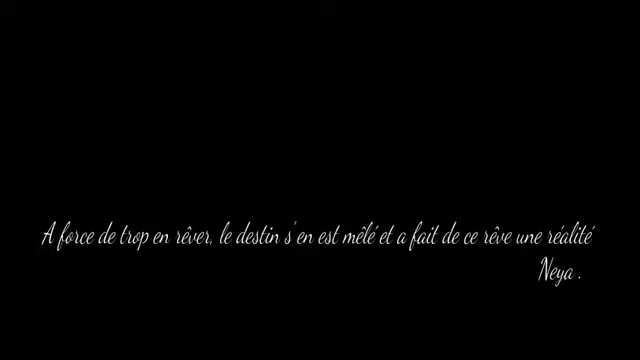 A force de trop en rêver, le destin s'en est mêlé et a fait de ce rêve une réalité
Neya .